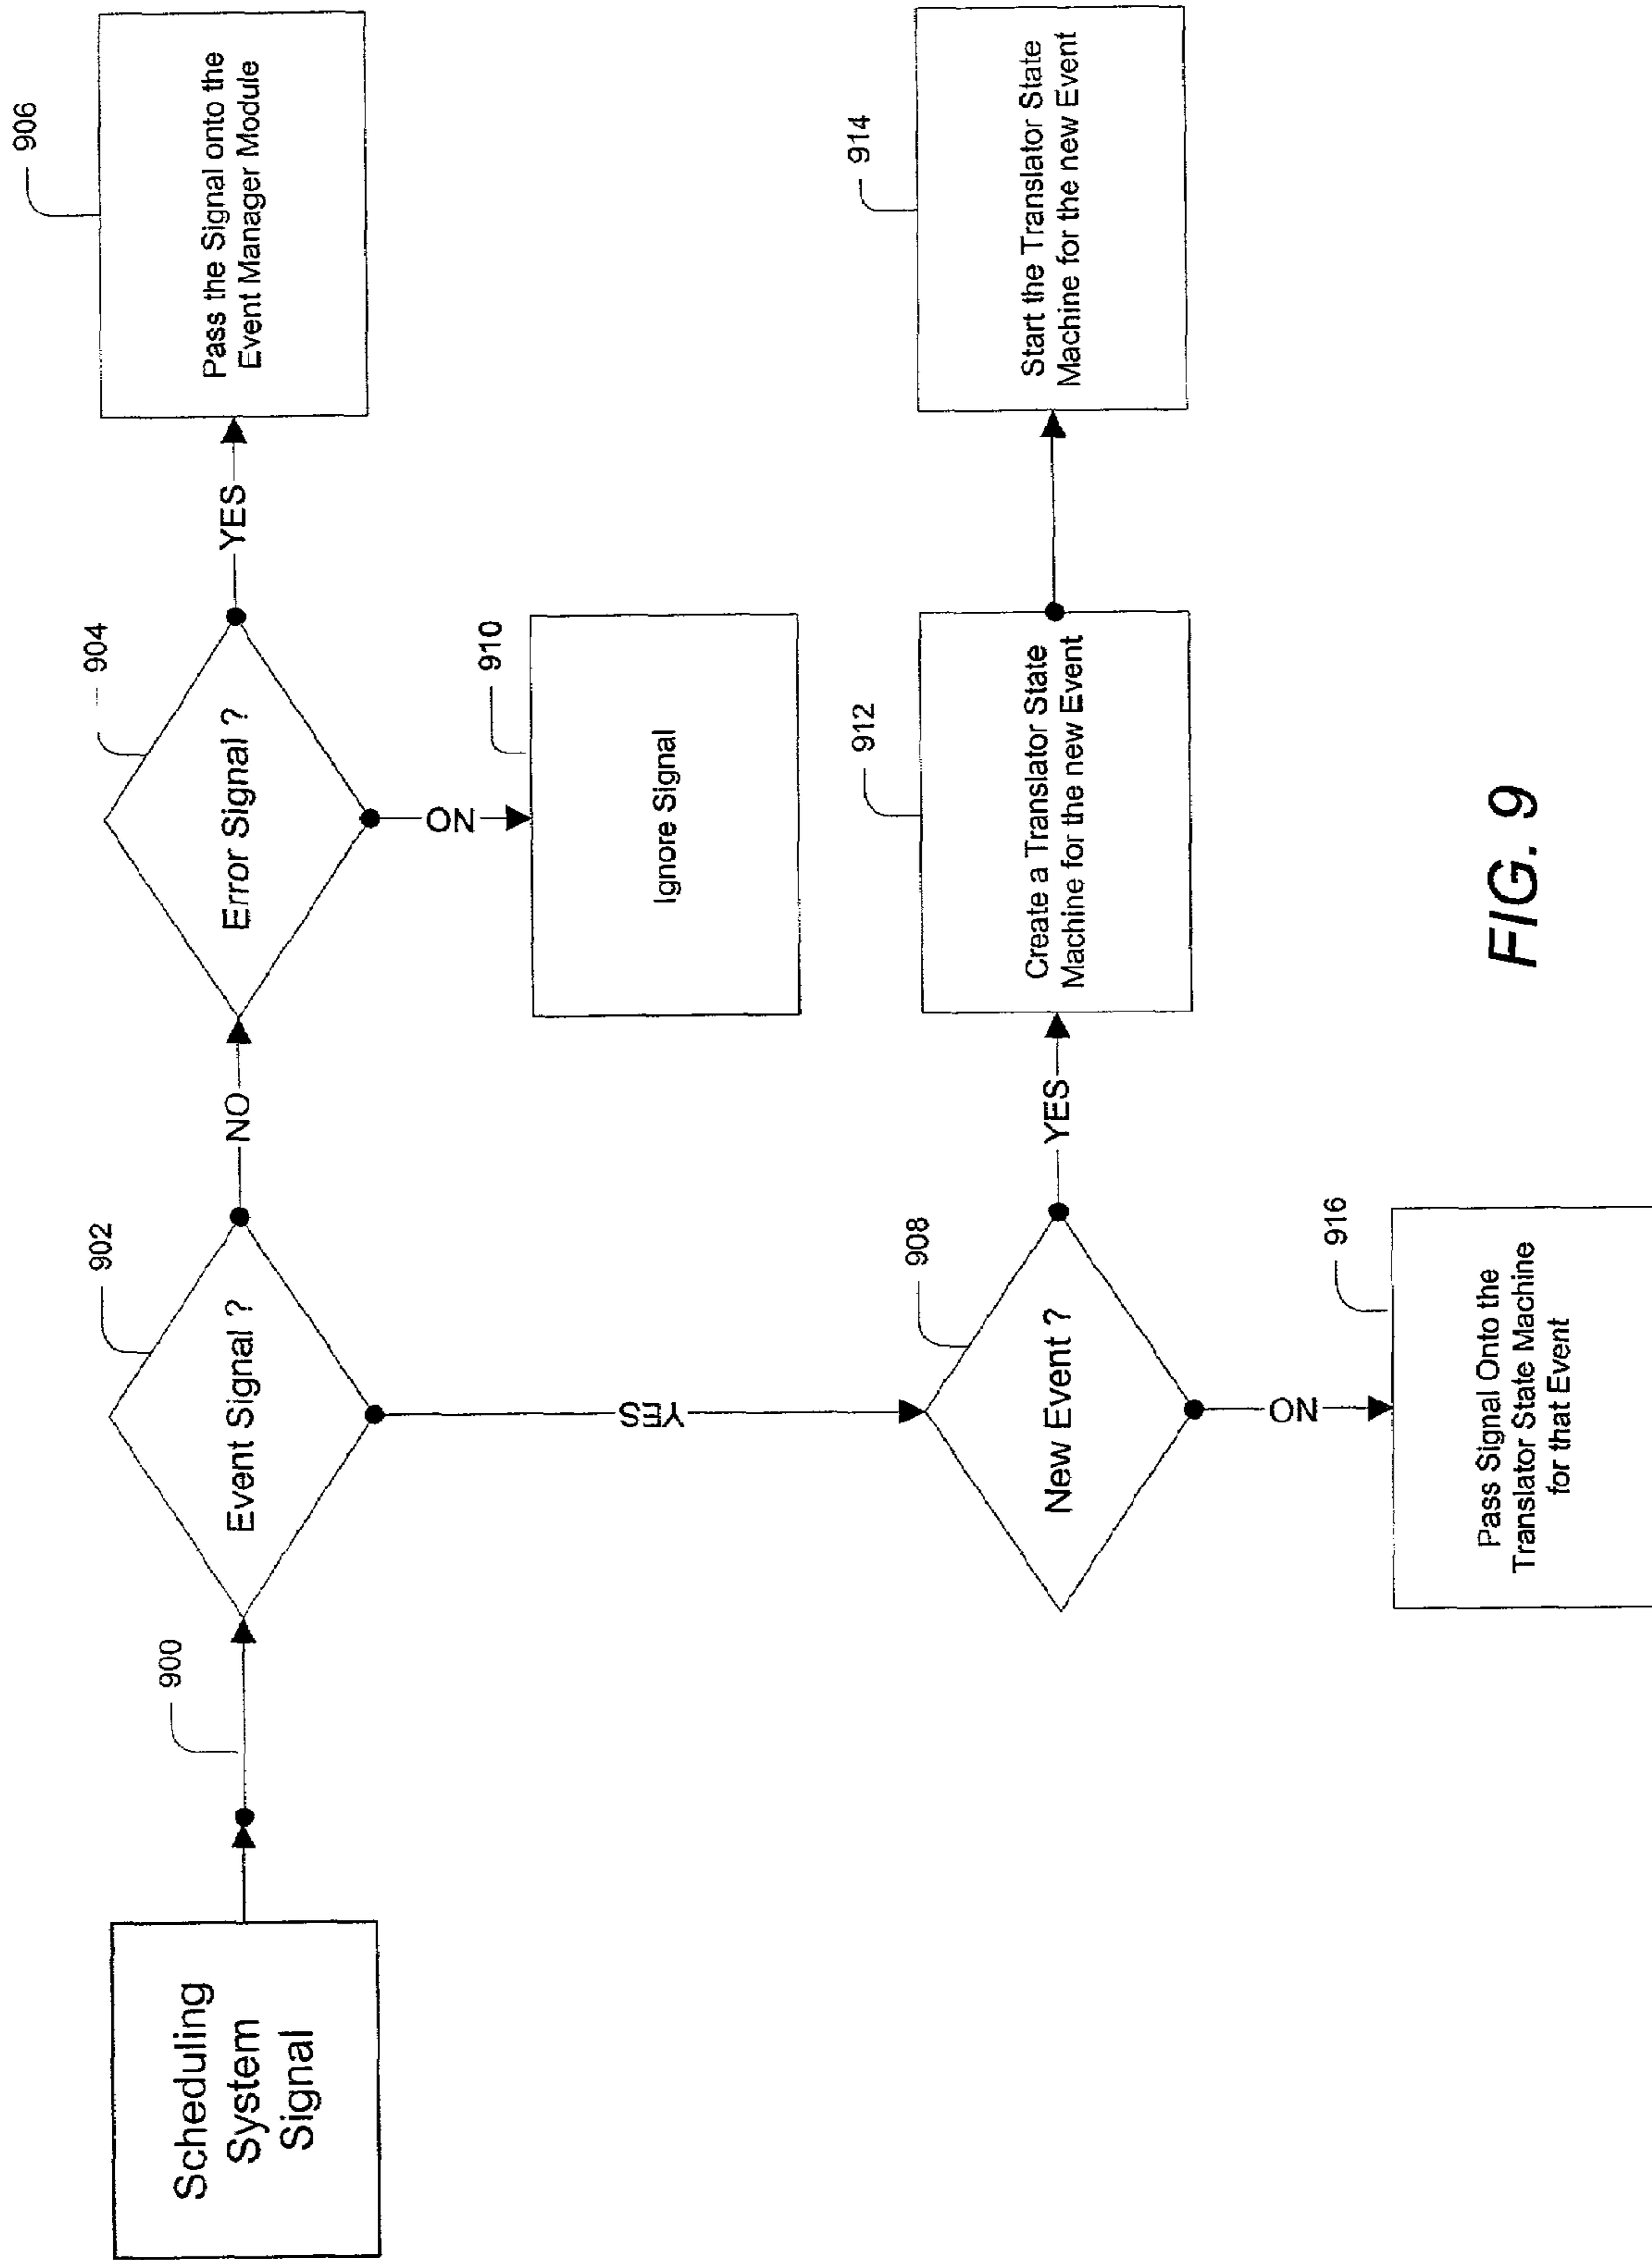 Scheduling
System
Signal
900
902
Event Signal ?
NO
904
Error Signal ?
YES
906
Pass the Signal onto the
Event Manager Module
NO
910
Ignore Signal
YES
908
New Event ?
YES
912
Create a Translator State
Machine for the new Event
914
Start the Translator State
Machine for the new Event
NO
916
Pass Signal Onto the
Translator State Machine
for that Event
FIG. 9